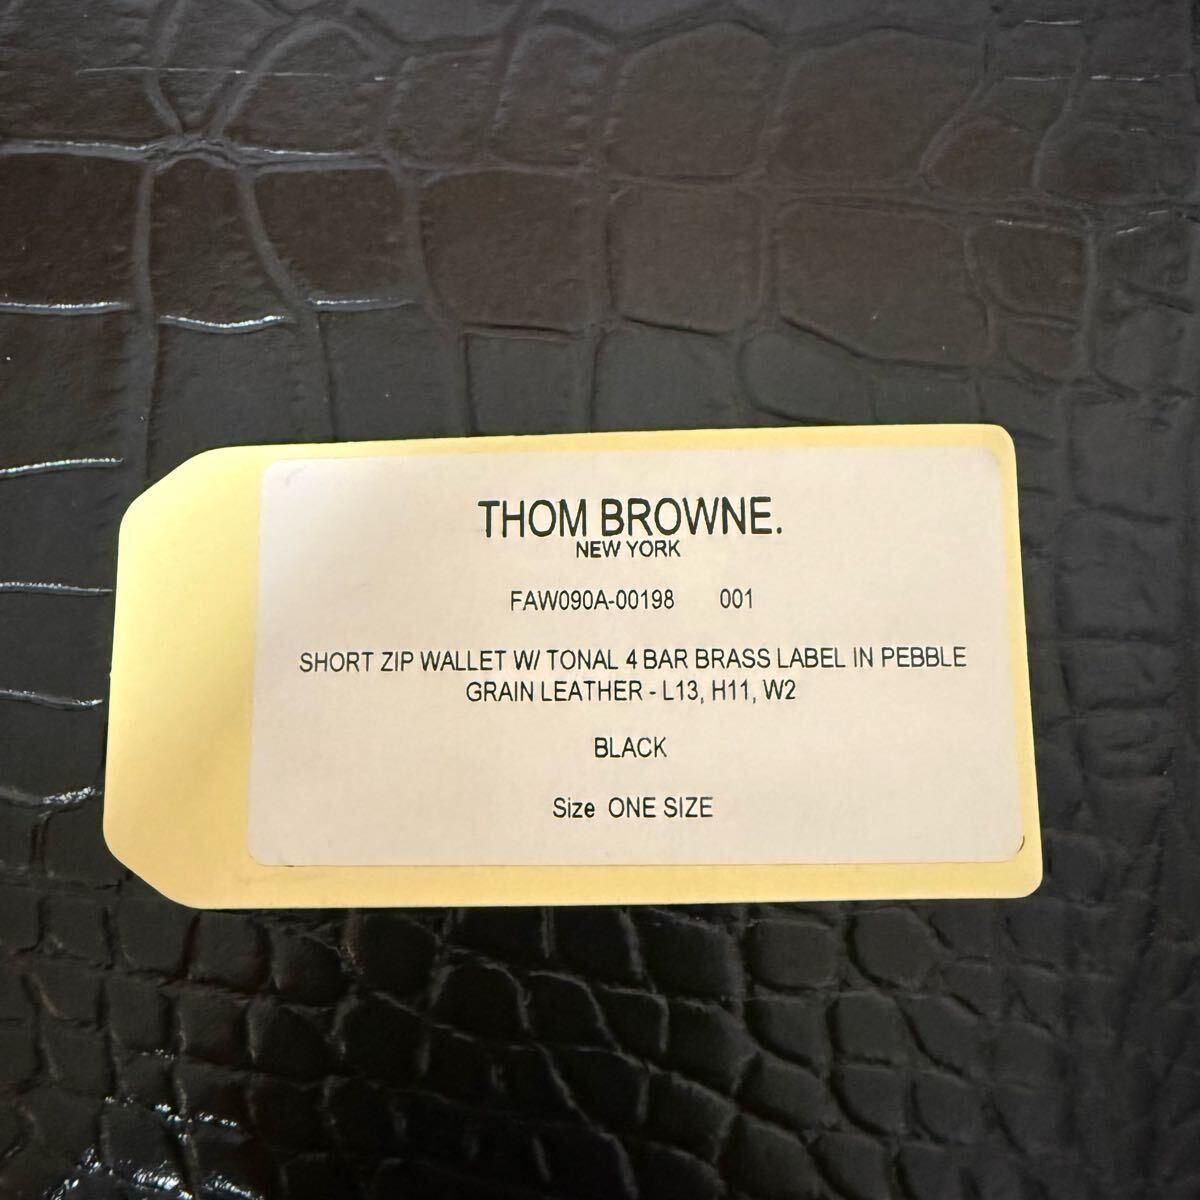 THOM BROWNE.
NEW YORK
FAW090A-00198 001
SHORT ZIP WALLET W/ TONAL 4 BAR BRASS LABEL IN PEBBLE
GRAIN LEATHER - L13, H11, W2
BLACK
Size ONE SIZE